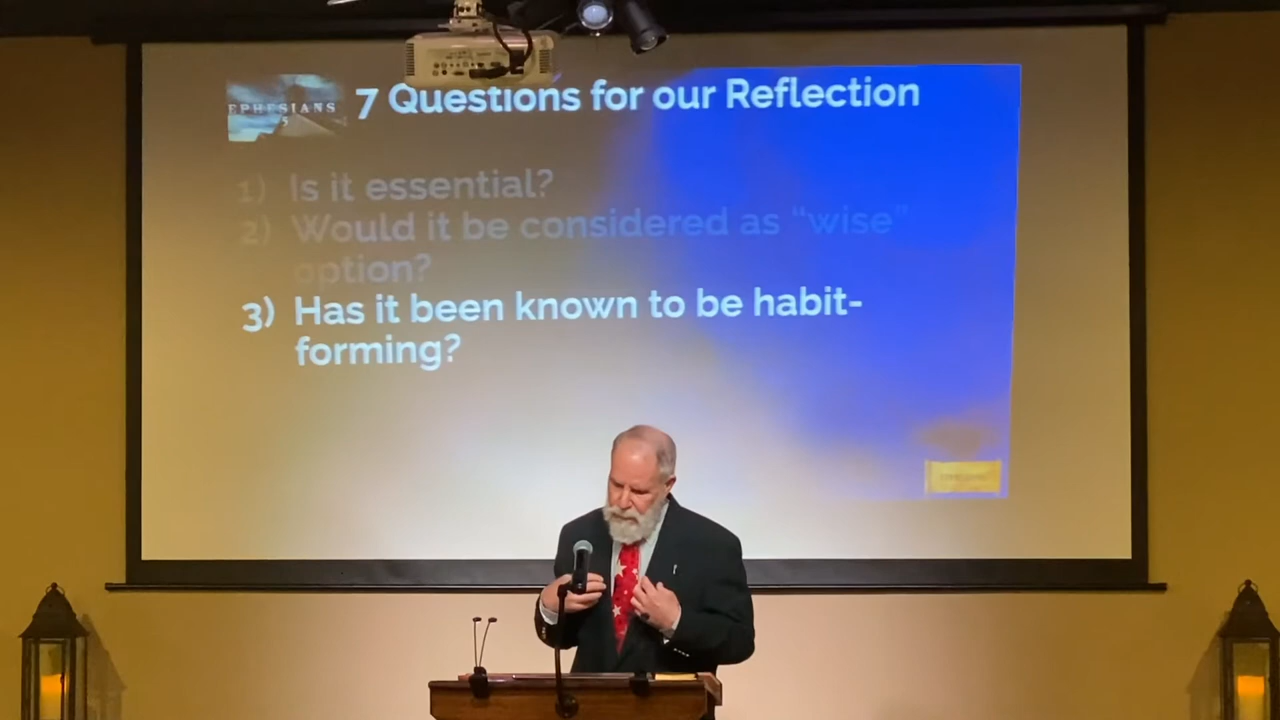 EPHESIANS
5
7 Questions for our Reflection
1) Is it essential?
2) Would it be considered as “wise”
option?
3) Has it been known to be habit-
forming?